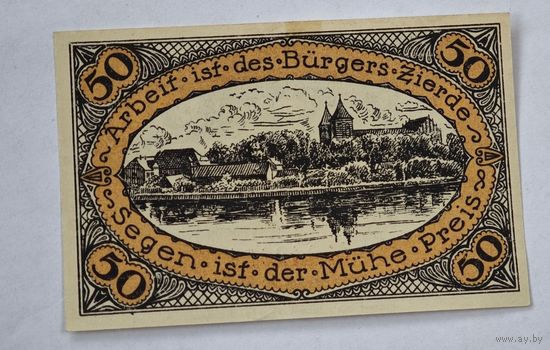 50 50
Arbeit · ist · des · Bürgers · Zierde
Segen · ist · der · Mühe · Preis
50 50
www.ay.by